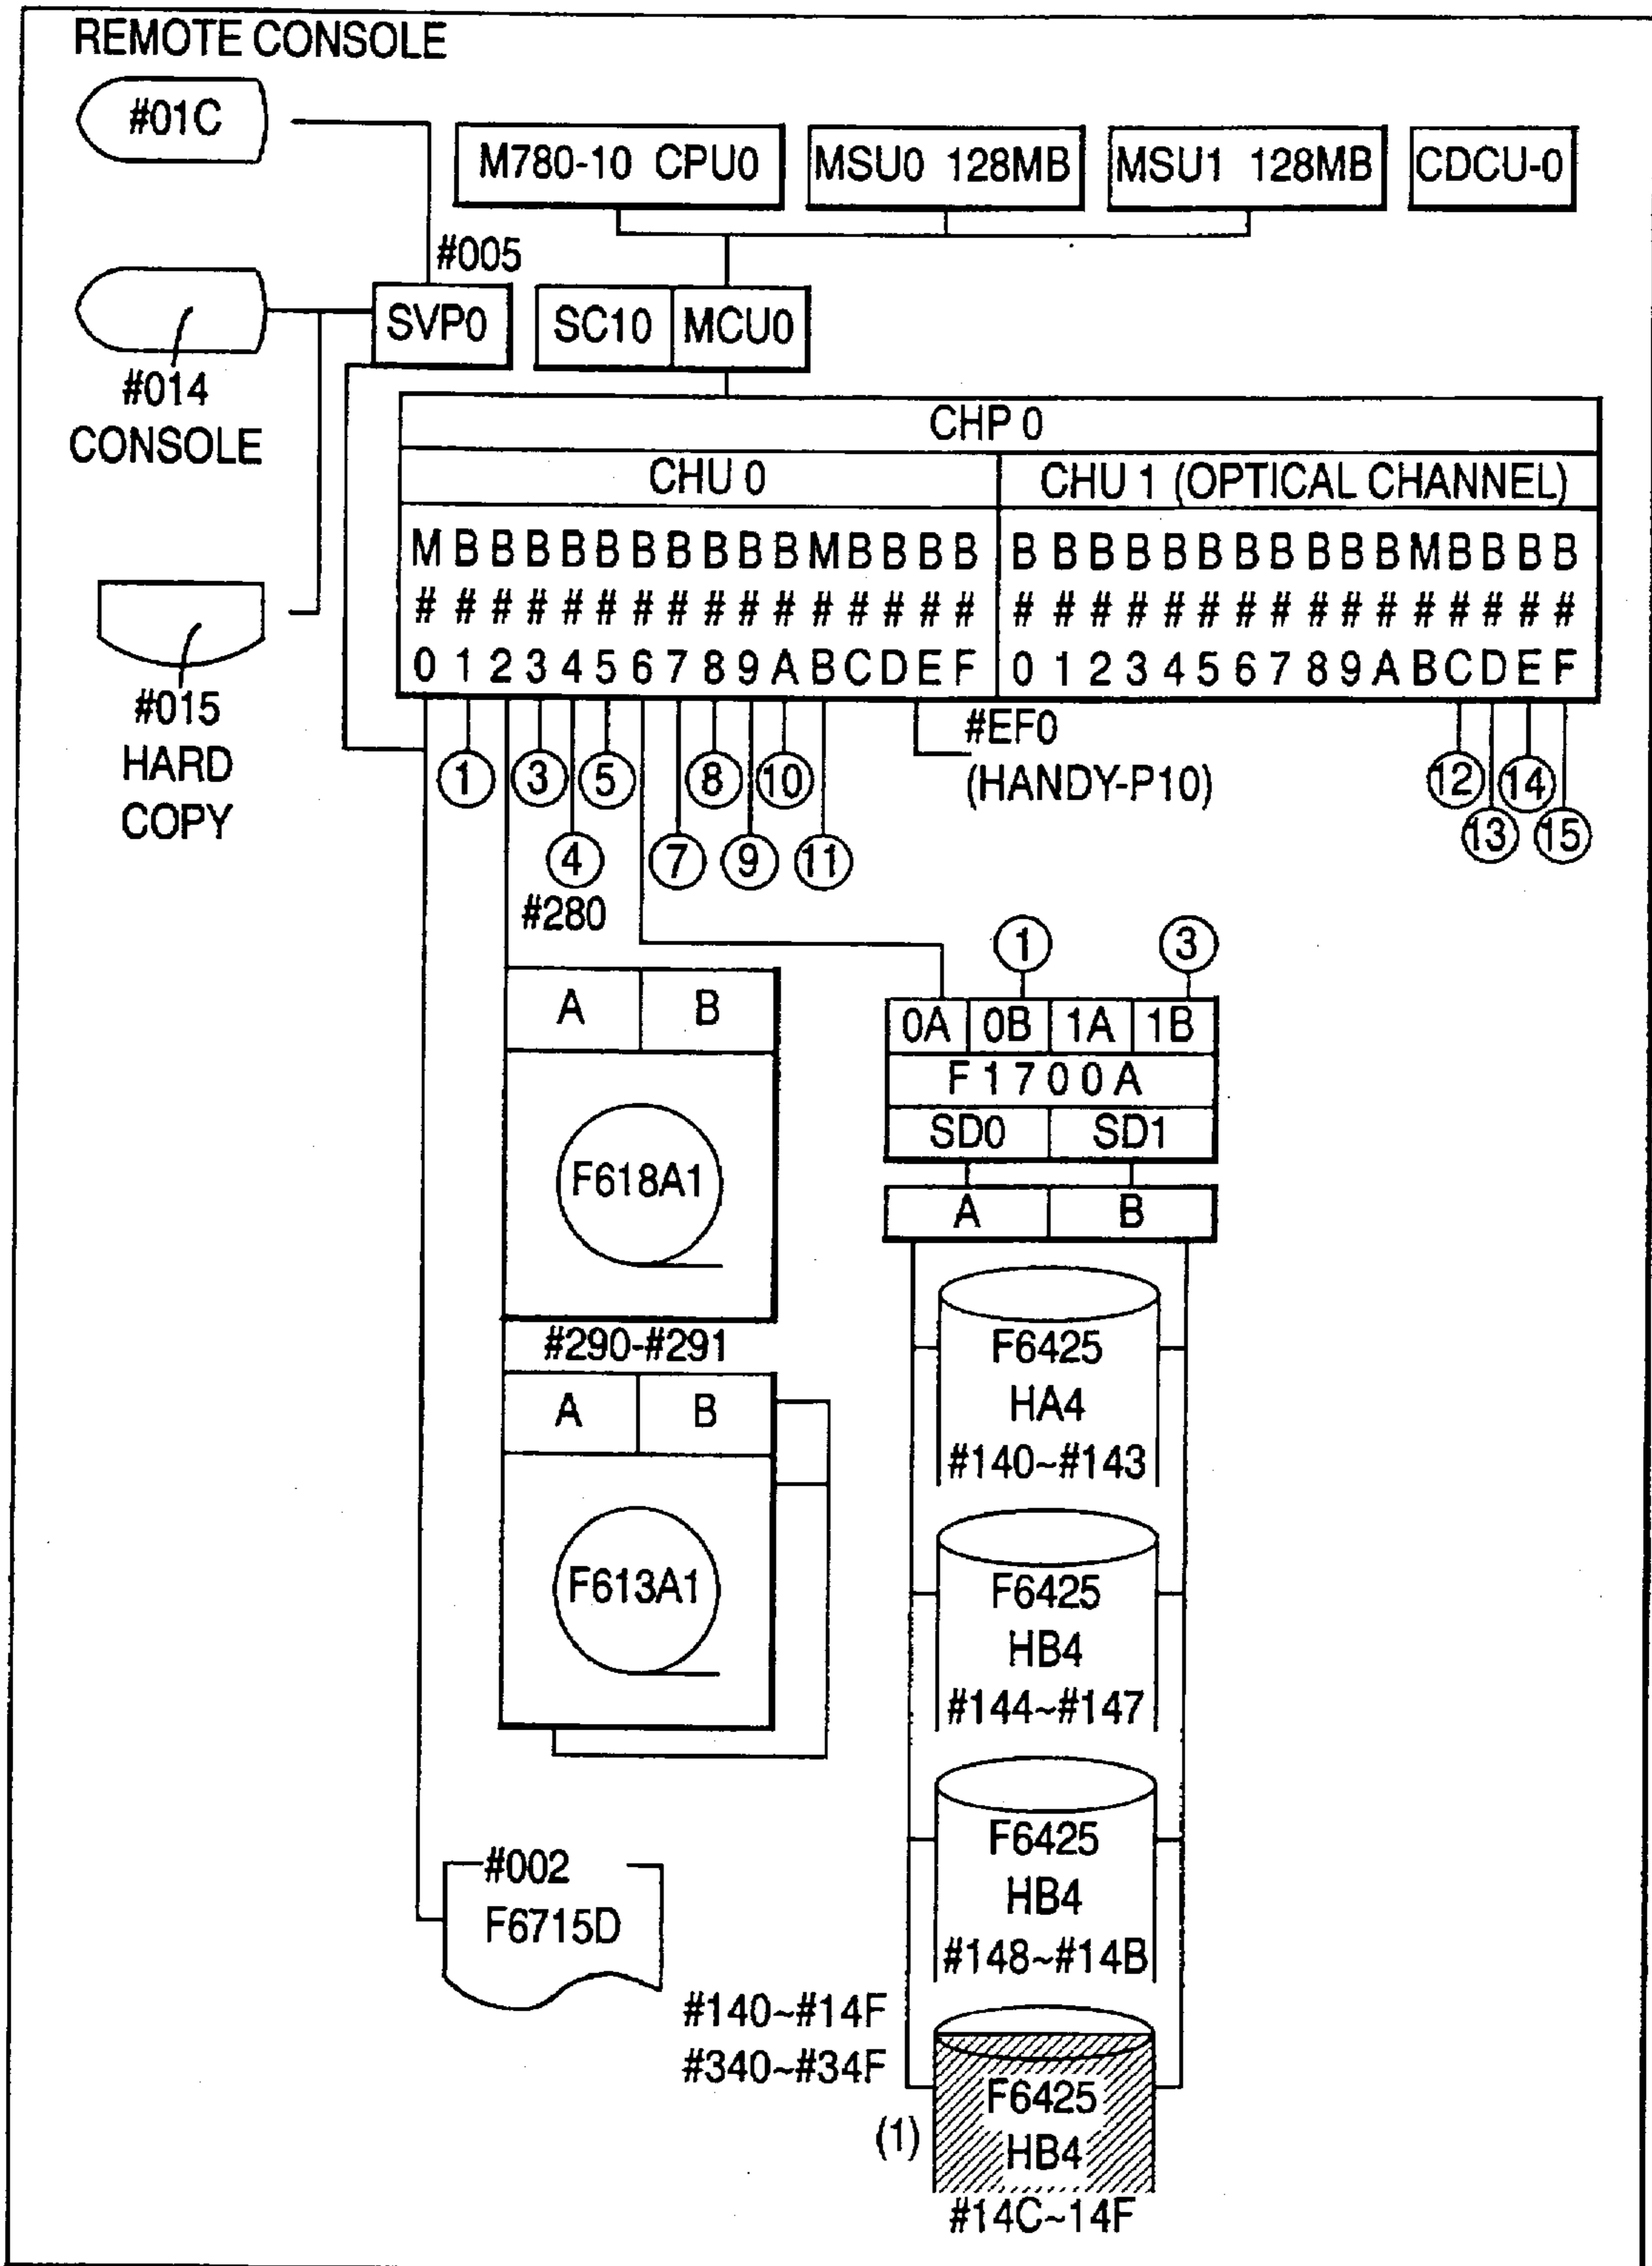 REMOTE CONSOLE
#01C
M780-10 CPU0
MSU0 128MB
MSU1 128MB
CDCU-0
#005
SVP0
SC10
MCU0
#014
CONSOLE
#015
HARD
COPY
CHP 0
CHU 0
CHU 1 (OPTICAL CHANNEL)
M B B B B B B B B B B M B B B B
B B B B B B B B B B B M B B B B
# # # # # # # # # # # # # # # #
# # # # # # # # # # # # # # # #
0 1 2 3 4 5 6 7 8 9 A B C D E F
0 1 2 3 4 5 6 7 8 9 A B C D E F
#EF0
(HANDY-P10)
1
3
5
8
10
12
14
4
7
9
11
13
15
#280
A B
F618A1
#290-#291
A B
F613A1
#002
F6715D
1
3
0A 0B 1A 1B
F1700A
SD0 SD1
A B
F6425
HA4
#140~#143
F6425
HB4
#144~#147
F6425
HB4
#148~#14B
#140~#14F
#340~#34F
(1)
F6425
HB4
#14C~14F